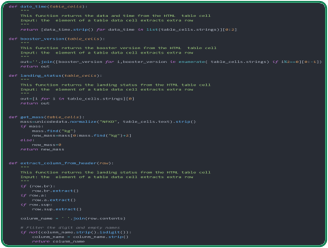 def date_time(table_cells):
"""
This function returns the data and time from the HTML table cell
Input: the element of a table data cell extracts extra row
"""
return [data_time.strip() for data_time in list(table_cells.strings)][0:2]
def booster_version(table_cells):
"""
This function returns the booster version from the HTML table cell
Input: the element of a table data cell extracts extra row
"""
out=''.join([booster_version for i,booster_version in enumerate( table_cells.strings) if i%2==0][0:-1])
return out
def landing_status(table_cells):
"""
This function returns the landing status from the HTML table cell
Input: the element of a table data cell extracts extra row
"""
out=[i for i in table_cells.strings][0]
return out
def get_mass(table_cells):
mass=unicodedata.normalize("NFKD", table_cells.text).strip()
if mass:
mass.find("kg")
new_mass=mass[0:mass.find("kg")+2]
else:
new_mass=0
return new_mass
def extract_column_from_header(row):
"""
This function returns the landing status from the HTML table cell
Input: the element of a table data cell extracts extra row
"""
if (row.br):
row.br.extract()
if row.a:
row.a.extract()
if row.sup:
row.sup.extract()
colunm_name = ' '.join(row.contents)
# Filter the digit and empty names
if not(colunm_name.strip().isdigit()):
colunm_name = colunm_name.strip()
return colunm_name